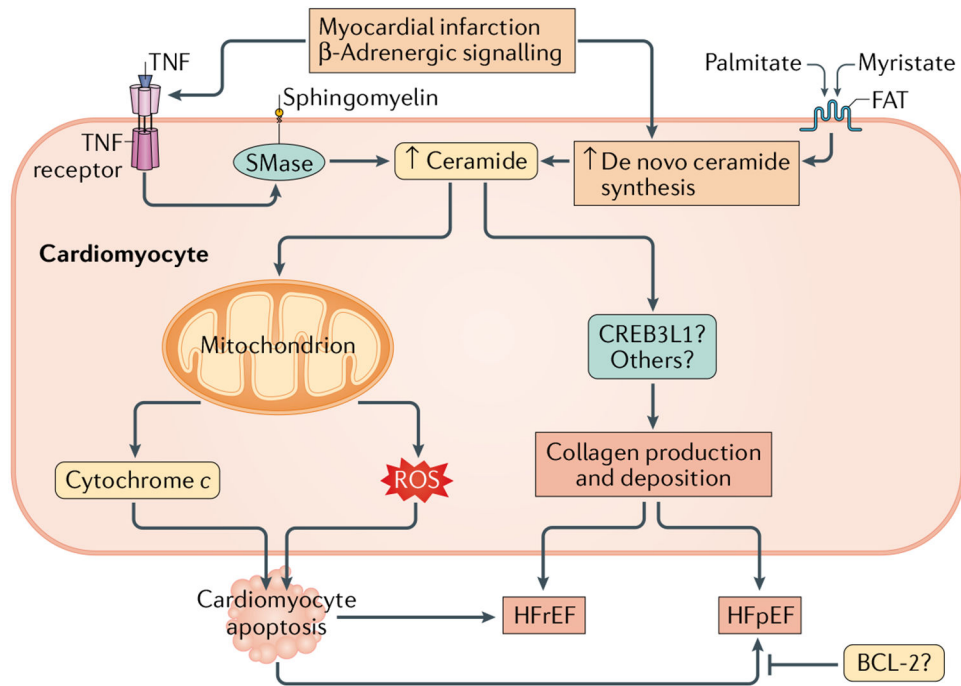 Myocardial infarction
β-Adrenergic signalling
TNF
Palmitate
Myristate
Sphingomyelin
FAT
TNF
receptor
SMase
↑ Ceramide
↑ De novo ceramide
synthesis
Cardiomyocyte
Mitochondrion
CREB3L1?
Others?
Cytochrome c
ROS
Collagen production
and deposition
Cardiomyocyte
apoptosis
HFrEF
HFpEF
BCL-2?